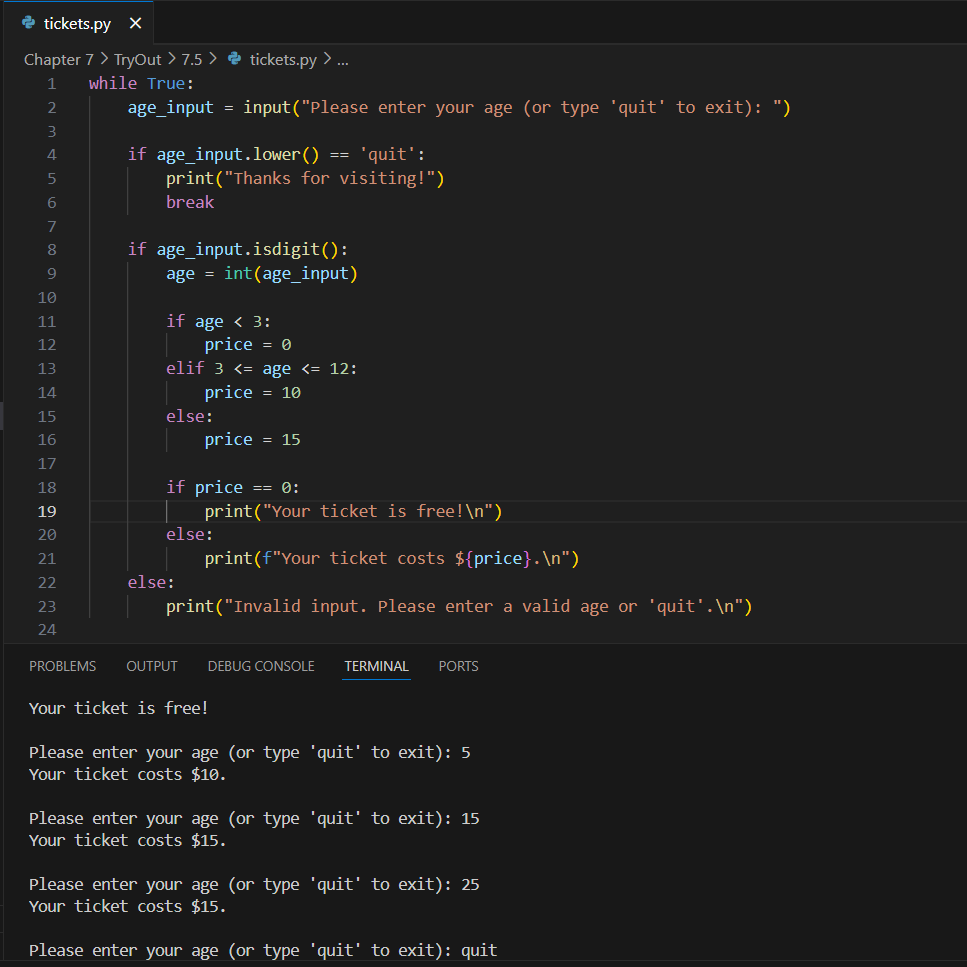 tickets.py ×
Chapter 7 > TryOut > 7.5 > tickets.py > ...
1 while True:
2     age_input = input("Please enter your age (or type 'quit' to exit): ")
3
4     if age_input.lower() == 'quit':
5         print("Thanks for visiting!")
6         break
7
8     if age_input.isdigit():
9         age = int(age_input)
10
11         if age < 3:
12             price = 0
13         elif 3 <= age <= 12:
14             price = 10
15         else:
16             price = 15
17
18         if price == 0:
19             print("Your ticket is free!\n")
20         else:
21             print(f"Your ticket costs ${price}.\n")
22     else:
23         print("Invalid input. Please enter a valid age or 'quit'.\n")
24
PROBLEMS OUTPUT DEBUG CONSOLE TERMINAL PORTS
Your ticket is free!
Please enter your age (or type 'quit' to exit): 5
Your ticket costs $10.
Please enter your age (or type 'quit' to exit): 15
Your ticket costs $15.
Please enter your age (or type 'quit' to exit): 25
Your ticket costs $15.
Please enter your age (or type 'quit' to exit): quit